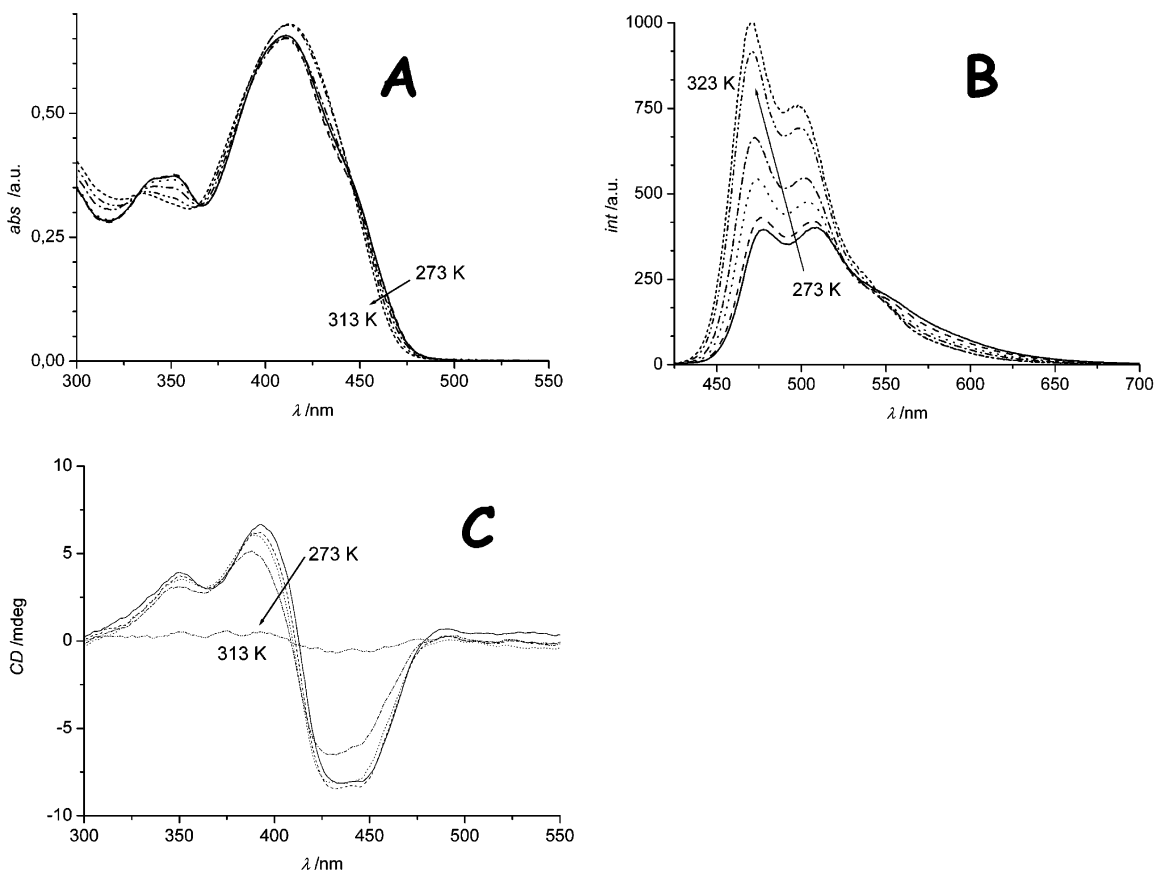 A
abs /a.u.
0,50
0,25
0,00
273 K
313 K
300 350 400 450 500 550
λ /nm
B
int /a.u.
1000
750
500
250
0
323 K
273 K
450 500 550 600 650 700
λ /nm
C
CD /mdeg
10
5
0
-5
-10
273 K
313 K
300 350 400 450 500 550
λ /nm